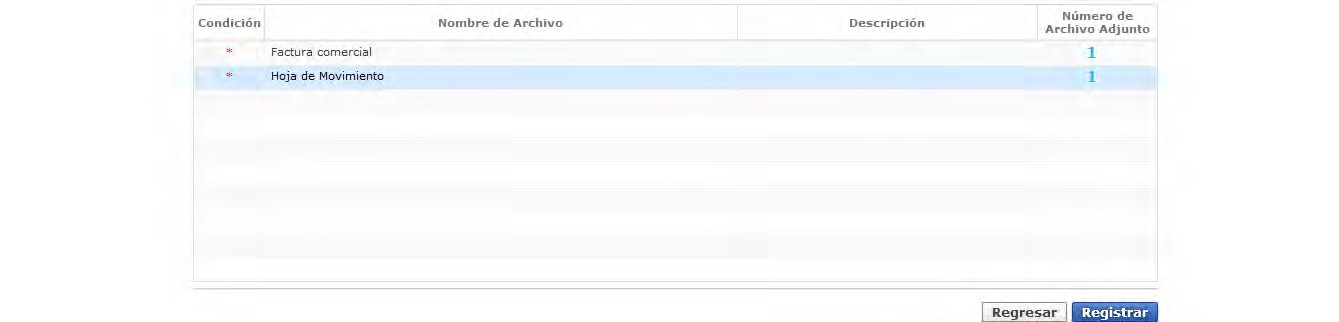 Condición Nombre de Archivo Descripción Número de Archivo Adjunto
* Factura comercial 1
* Hoja de Movimiento 1
Regresar Registrar